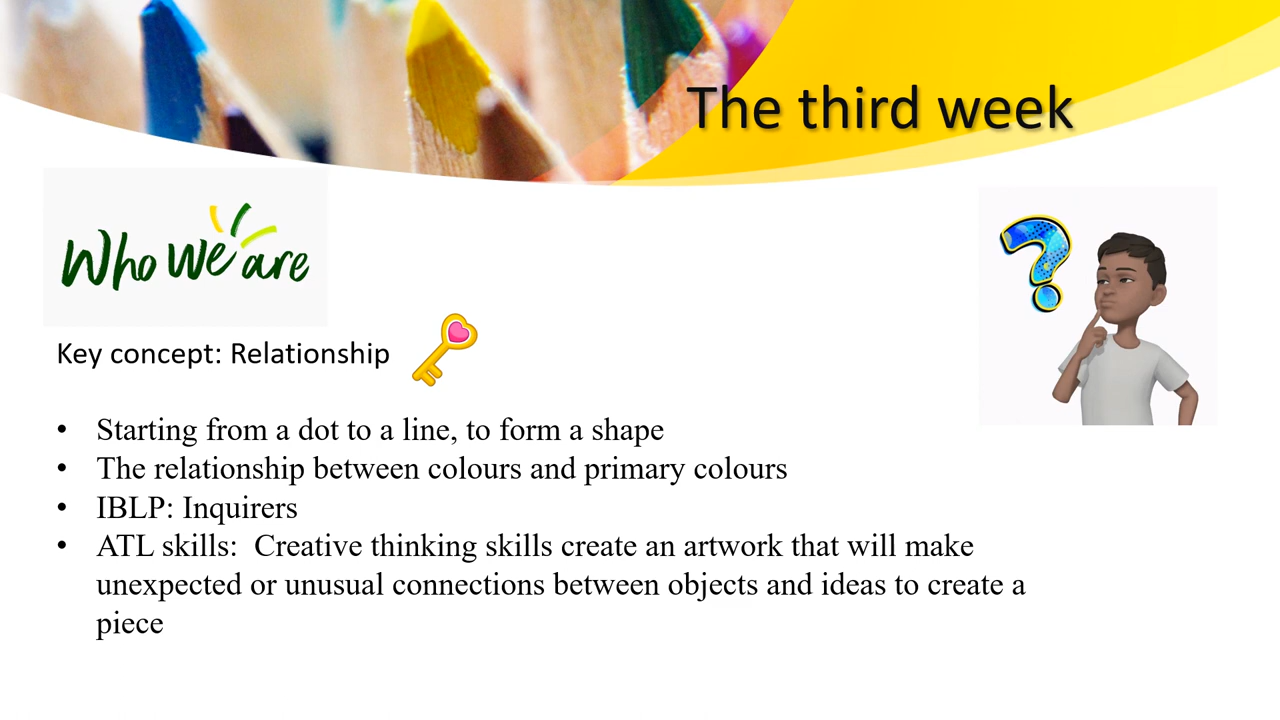 The third week
Who we are
Key concept: Relationship
• Starting from a dot to a line, to form a shape
• The relationship between colours and primary colours
• IBLP: Inquirers
• ATL skills:  Creative thinking skills create an artwork that will make
unexpected or unusual connections between objects and ideas to create a
piece